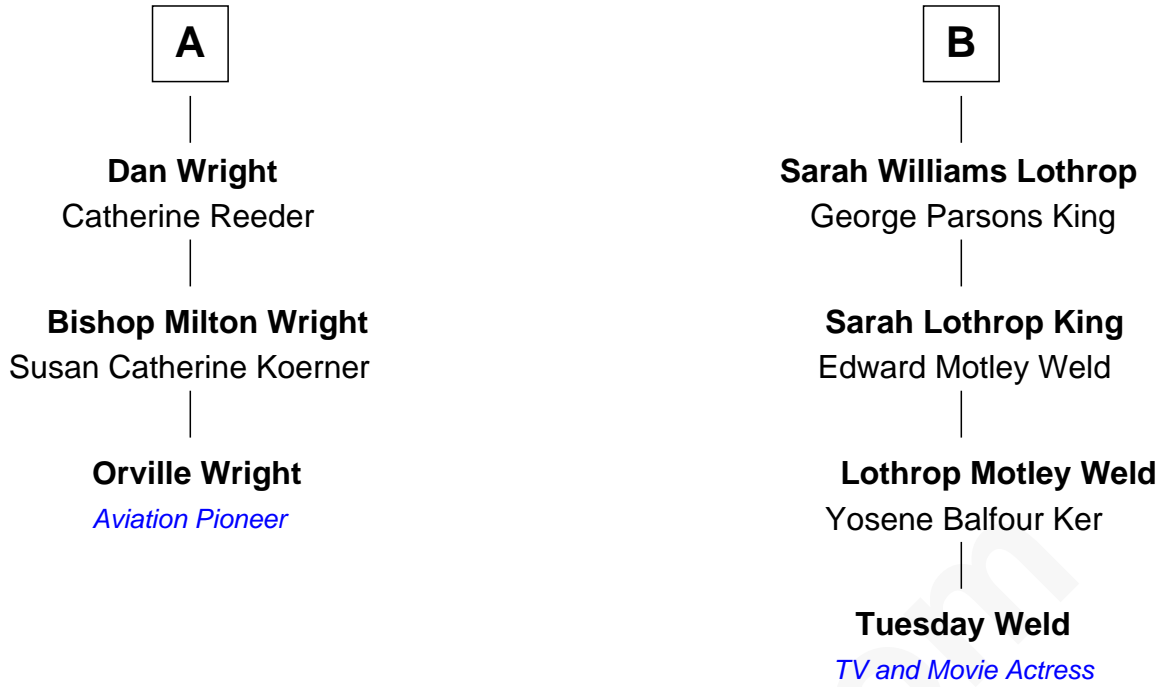 A
Dan Wright
Catherine Reeder
Bishop Milton Wright
Susan Catherine Koerner
Orville Wright
Aviation Pioneer
B
Sarah Williams Lothrop
George Parsons King
Sarah Lothrop King
Edward Motley Weld
Lothrop Motley Weld
Yosene Balfour Ker
Tuesday Weld
TV and Movie Actress